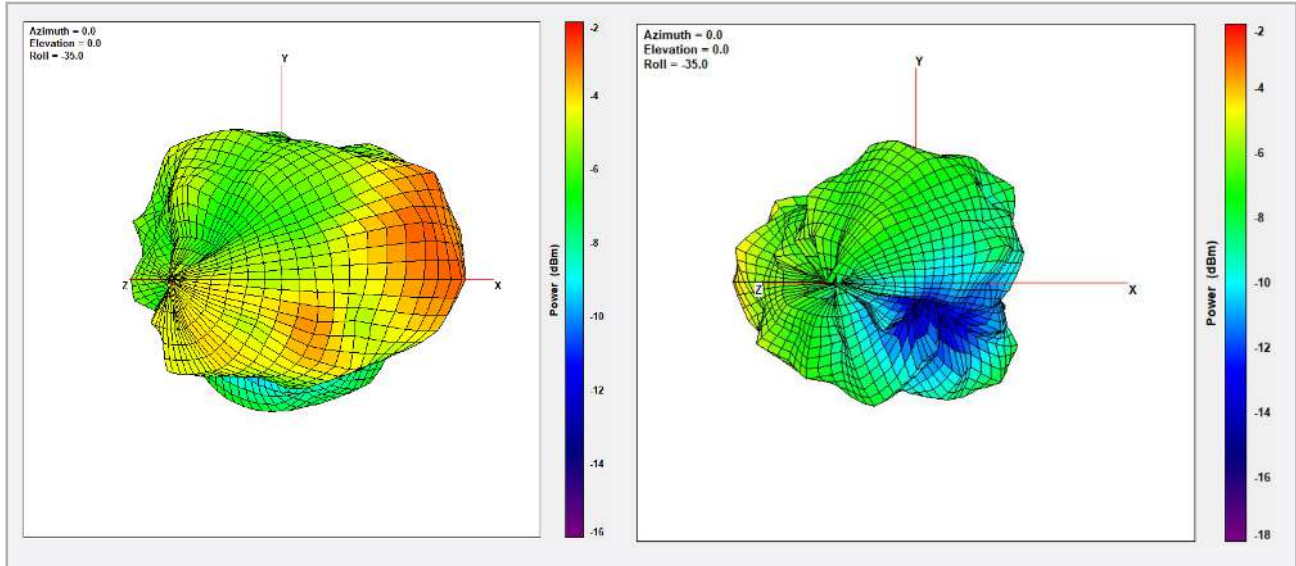 Azimuth = 0.0
Elevation = 0.0
Roll = -35.0
Y
Z
X
Power (dBm)
-2
-4
-6
-8
-10
-12
-14
-16
Azimuth = 0.0
Elevation = 0.0
Roll = -35.0
Y
Z
X
Power (dBm)
-2
-4
-6
-8
-10
-12
-14
-16
-18